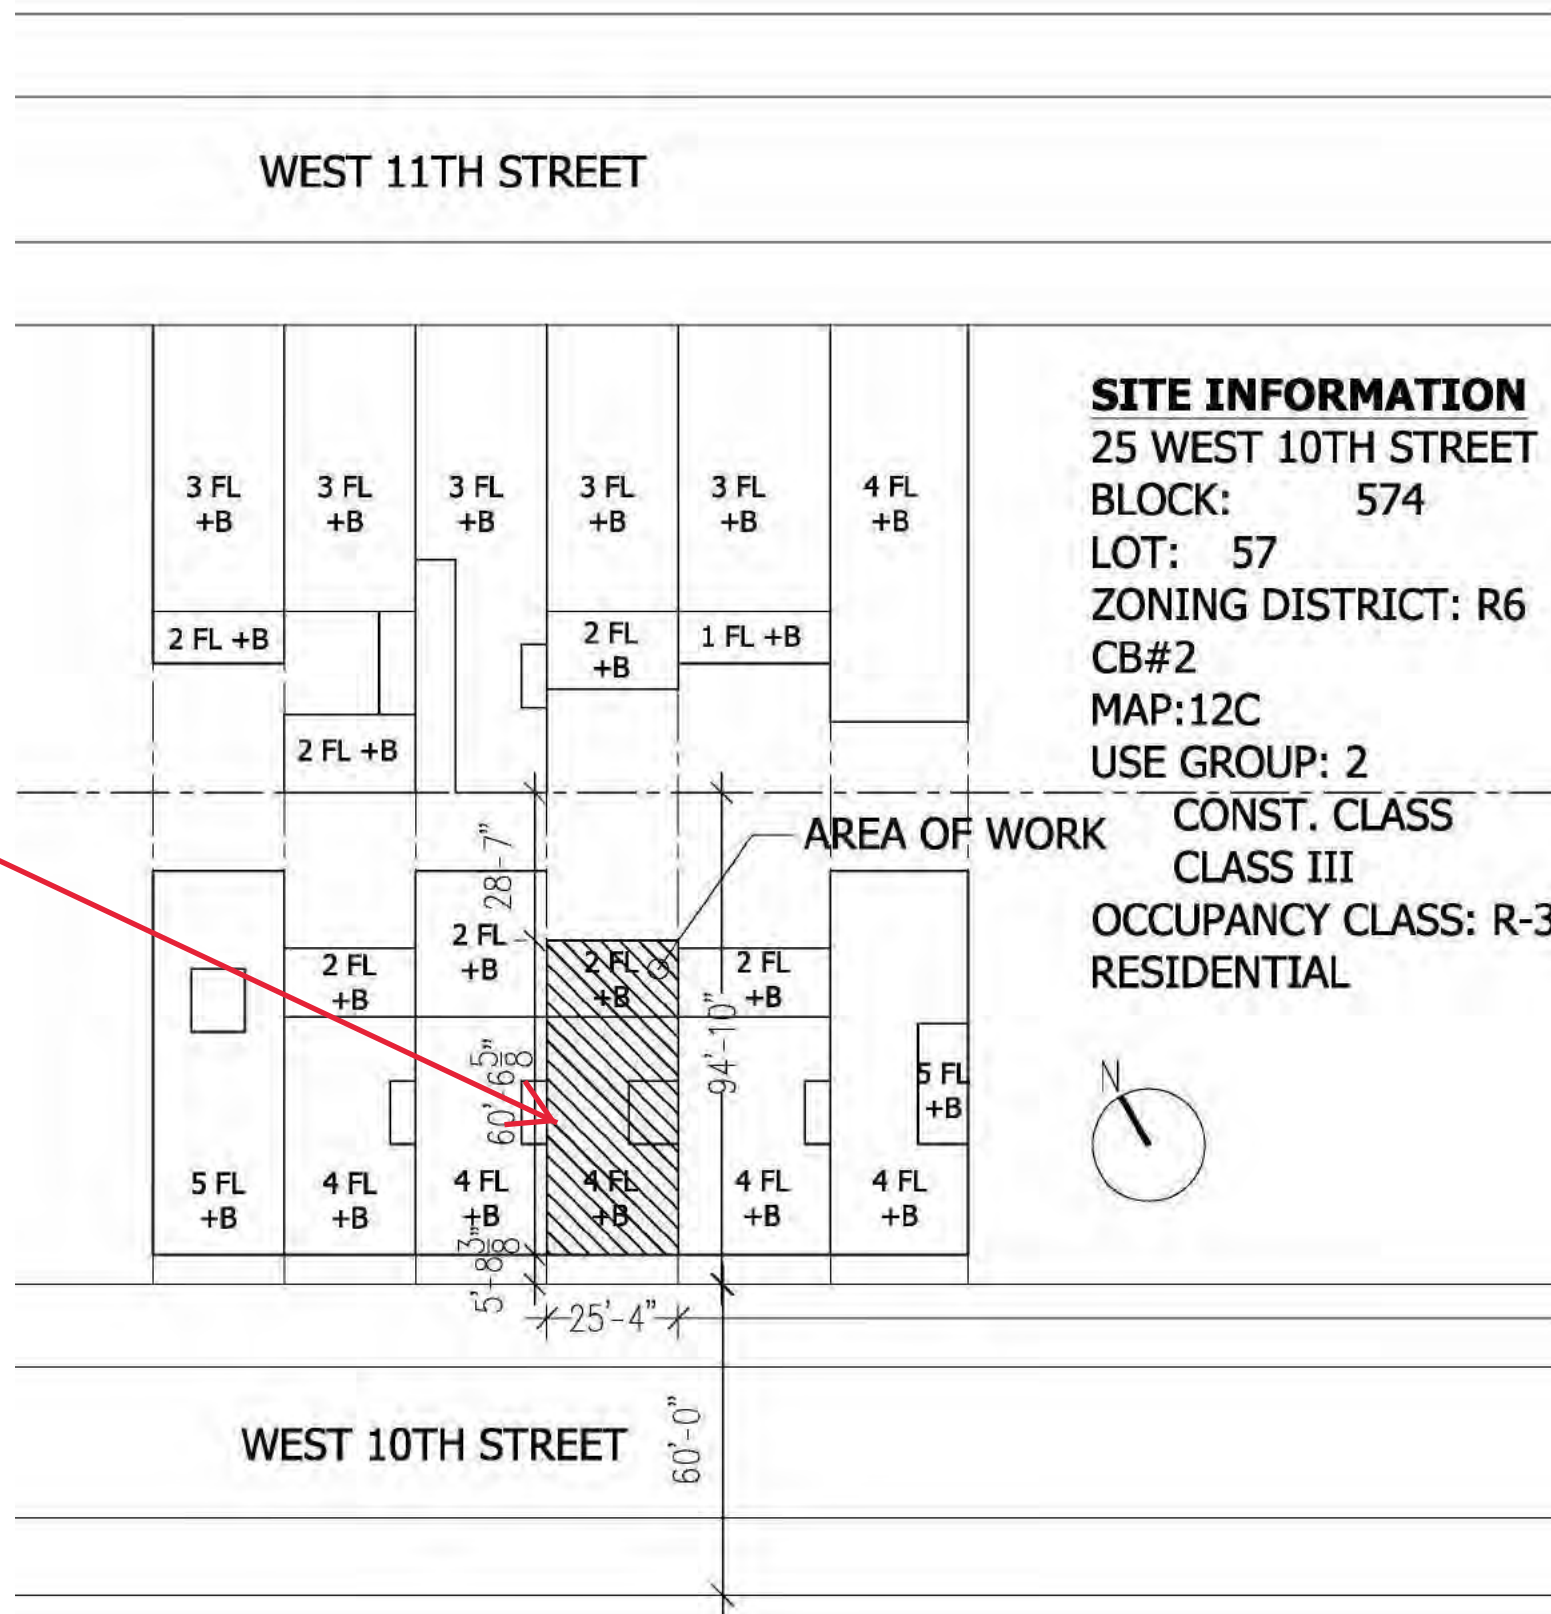 WEST 11TH STREET
3 FL
+B
3 FL
+B
3 FL
+B
3 FL
+B
3 FL
+B
4 FL
+B
2 FL +B
2 FL
+B
1 FL +B
2 FL +B
SITE INFORMATION
25 WEST 10TH STREET
BLOCK: 574
LOT: 57
ZONING DISTRICT: R6
CB#2
MAP:12C
USE GROUP: 2
CONST. CLASS
CLASS III
OCCUPANCY CLASS: R-3
RESIDENTIAL
AREA OF WORK
28'-7"
2 FL
+B
2 FL
+B
2 FL
+B
2 FL
+B
60'-6 5/8"
94'-10"
5 FL
+B
N
5 FL
+B
4 FL
+B
4 FL
+B
4 FL
+B
4 FL
+B
4 FL
+B
5'-8 3/8"
25'-4"
WEST 10TH STREET
60'-0"